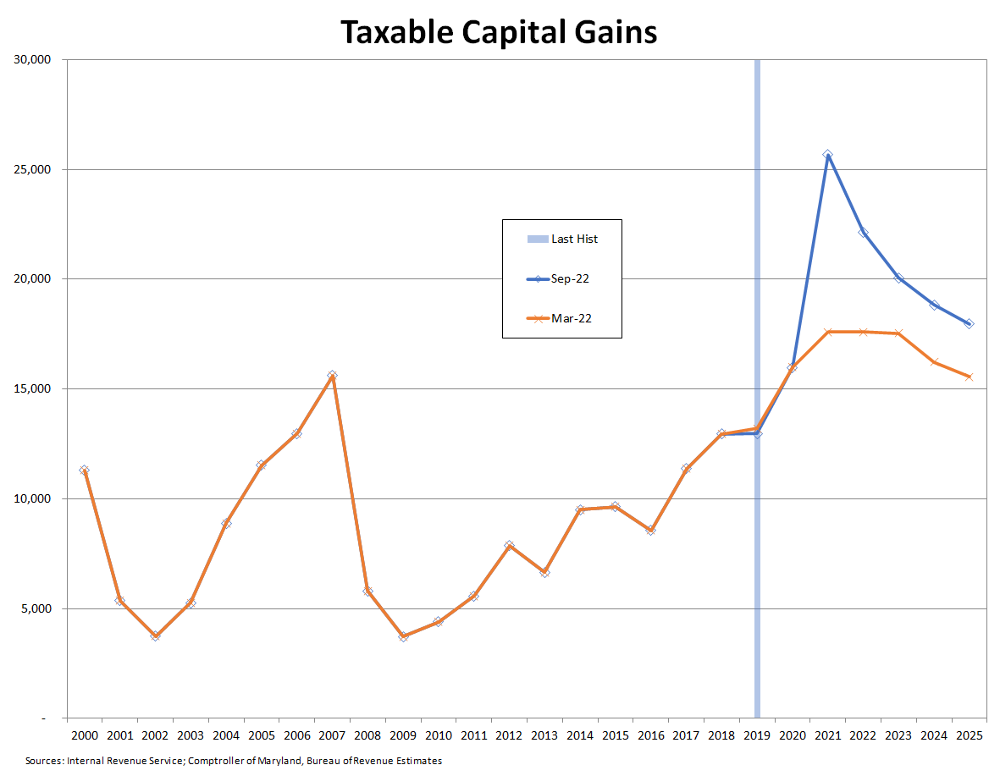 Taxable Capital Gains
30,000
25,000
20,000
15,000
10,000
5,000
-
Last Hist
Sep-22
Mar-22
2000 2001 2002 2003 2004 2005 2006 2007 2008 2009 2010 2011 2012 2013 2014 2015 2016 2017 2018 2019 2020 2021 2022 2023 2024 2025
Sources: Internal Revenue Service; Comptroller of Maryland, Bureau of Revenue Estimates